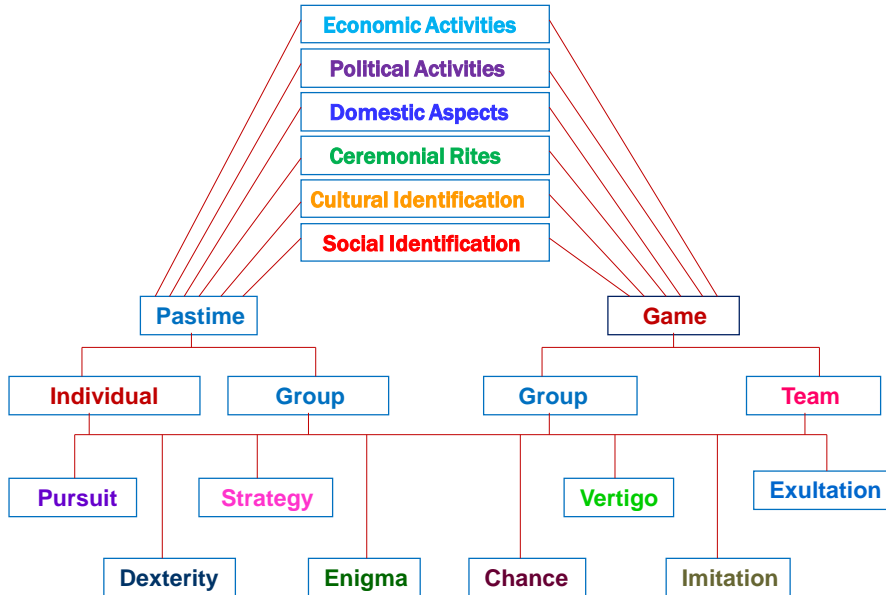 Economic Activities
Political Activities
Domestic Aspects
Ceremonial Rites
Cultural Identification
Social Identification
Pastime
Game
Individual
Group
Group
Team
Pursuit
Strategy
Vertigo
Exultation
Dexterity
Enigma
Chance
Imitation